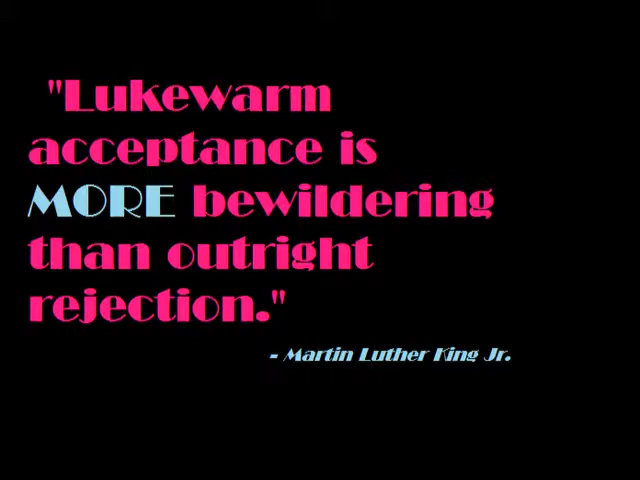 "Lukewarm
acceptance is
MORE bewildering
than outright
rejection."
- Martin Luther King Jr.